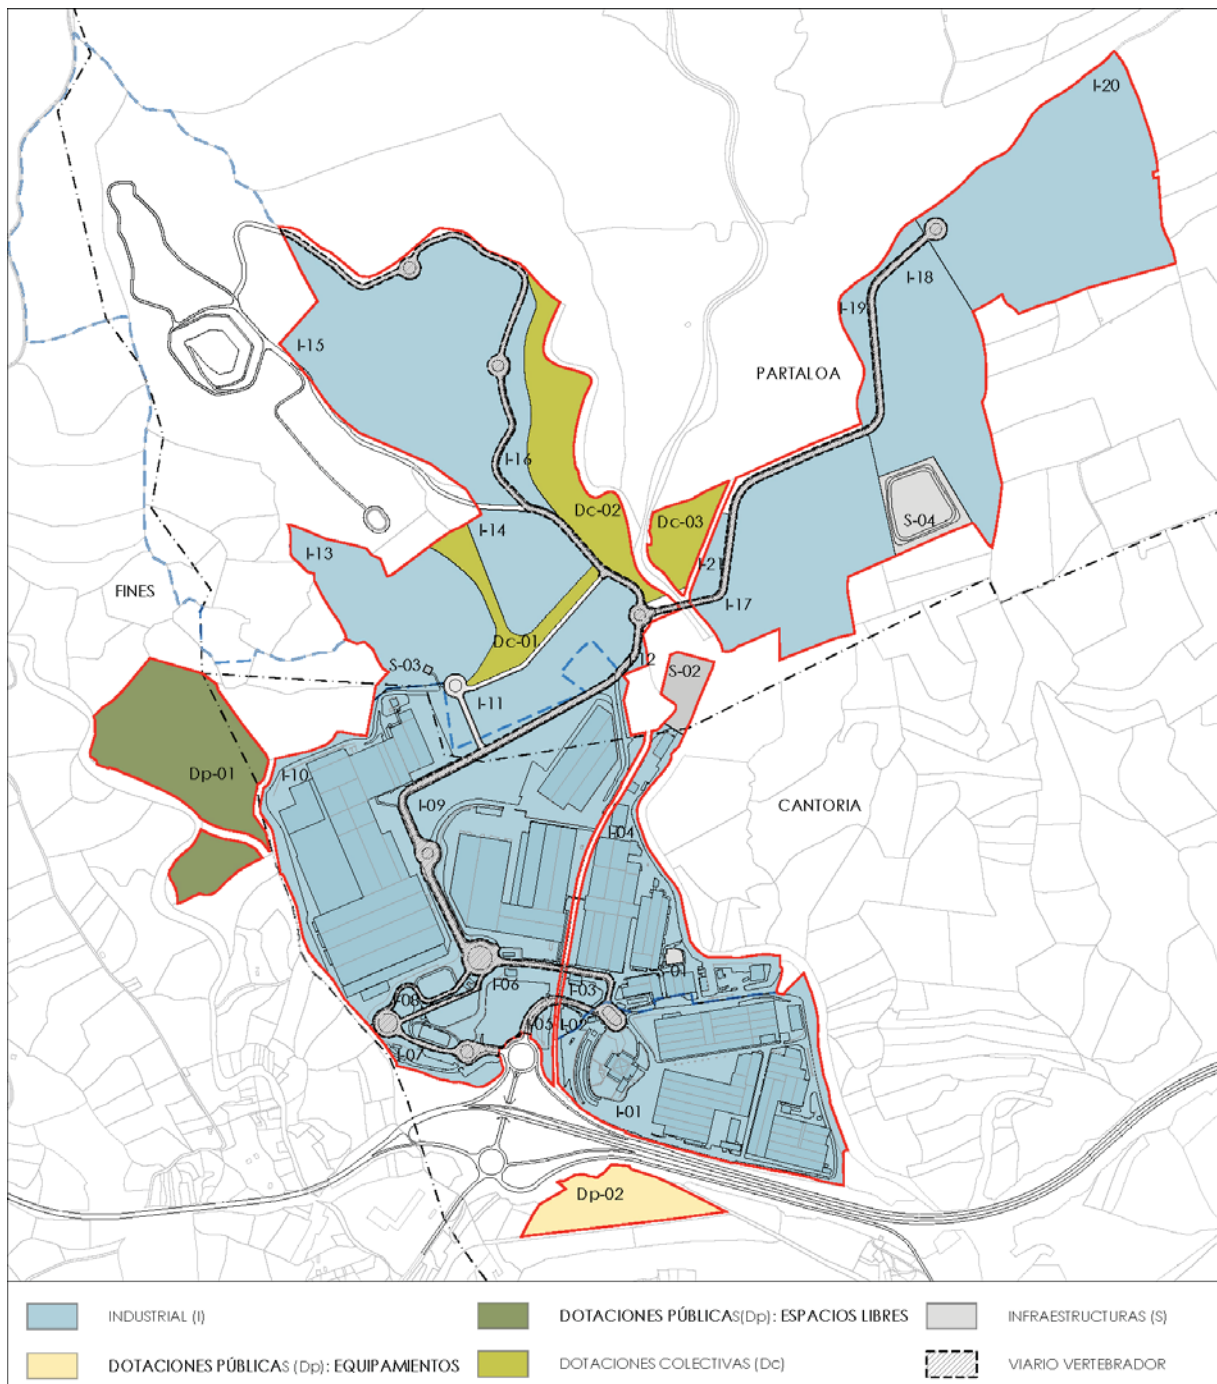 I-20
I-18
I-19
I-15
PARTALOA
I-16
Dc-02
Dc-03
S-04
I-14
I-13
I-21
FINES
I-17
Dc-01
I-12
S-03
S-02
I-11
Dp-01
I-10
I-09
CANTORIA
I-04
I-06
I-03
I-08
I-05
I-02
I-07
I-01
Dp-02
INDUSTRIAL (I)
DOTACIONES PÚBLICAS(Dp): ESPACIOS LIBRES
INFRAESTRUCTURAS (S)
DOTACIONES PÚBLICAS (Dp): EQUIPAMIENTOS
DOTACIONES COLECTIVAS (Dc)
VIARIO VERTEBRADOR